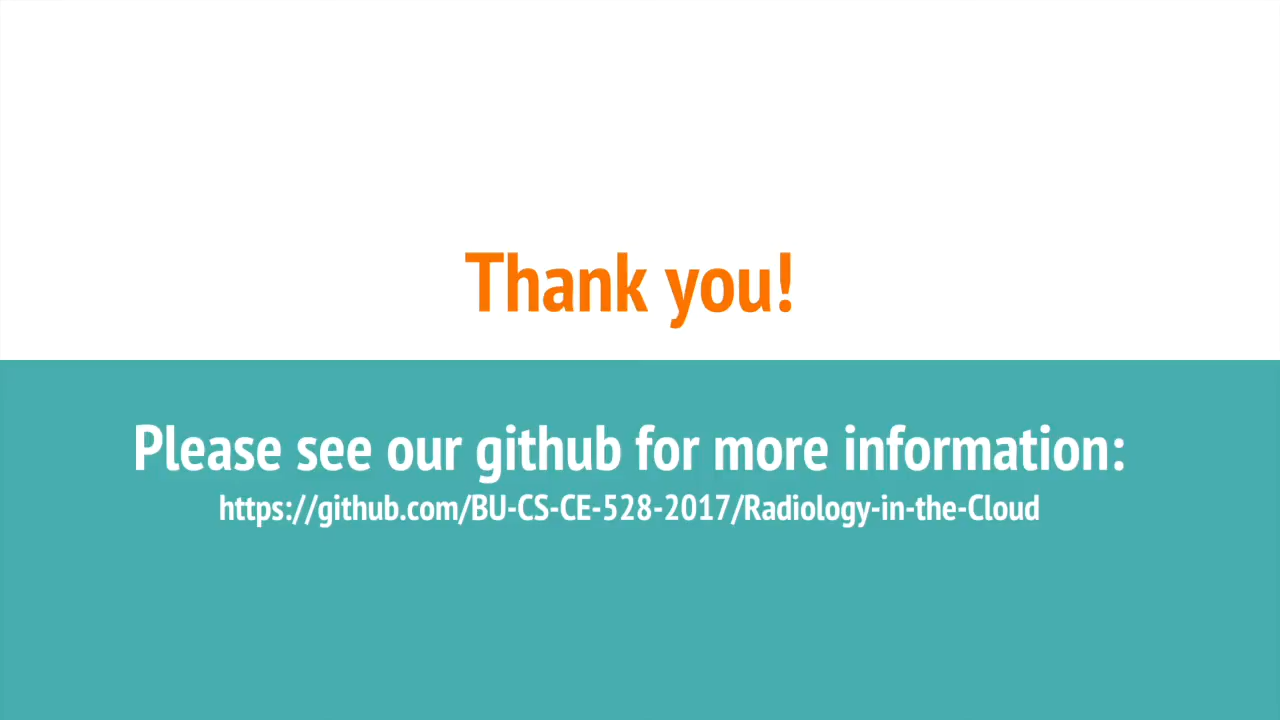 Thank you!
Please see our github for more information:
https://github.com/BU-CS-CE-528-2017/Radiology-in-the-Cloud